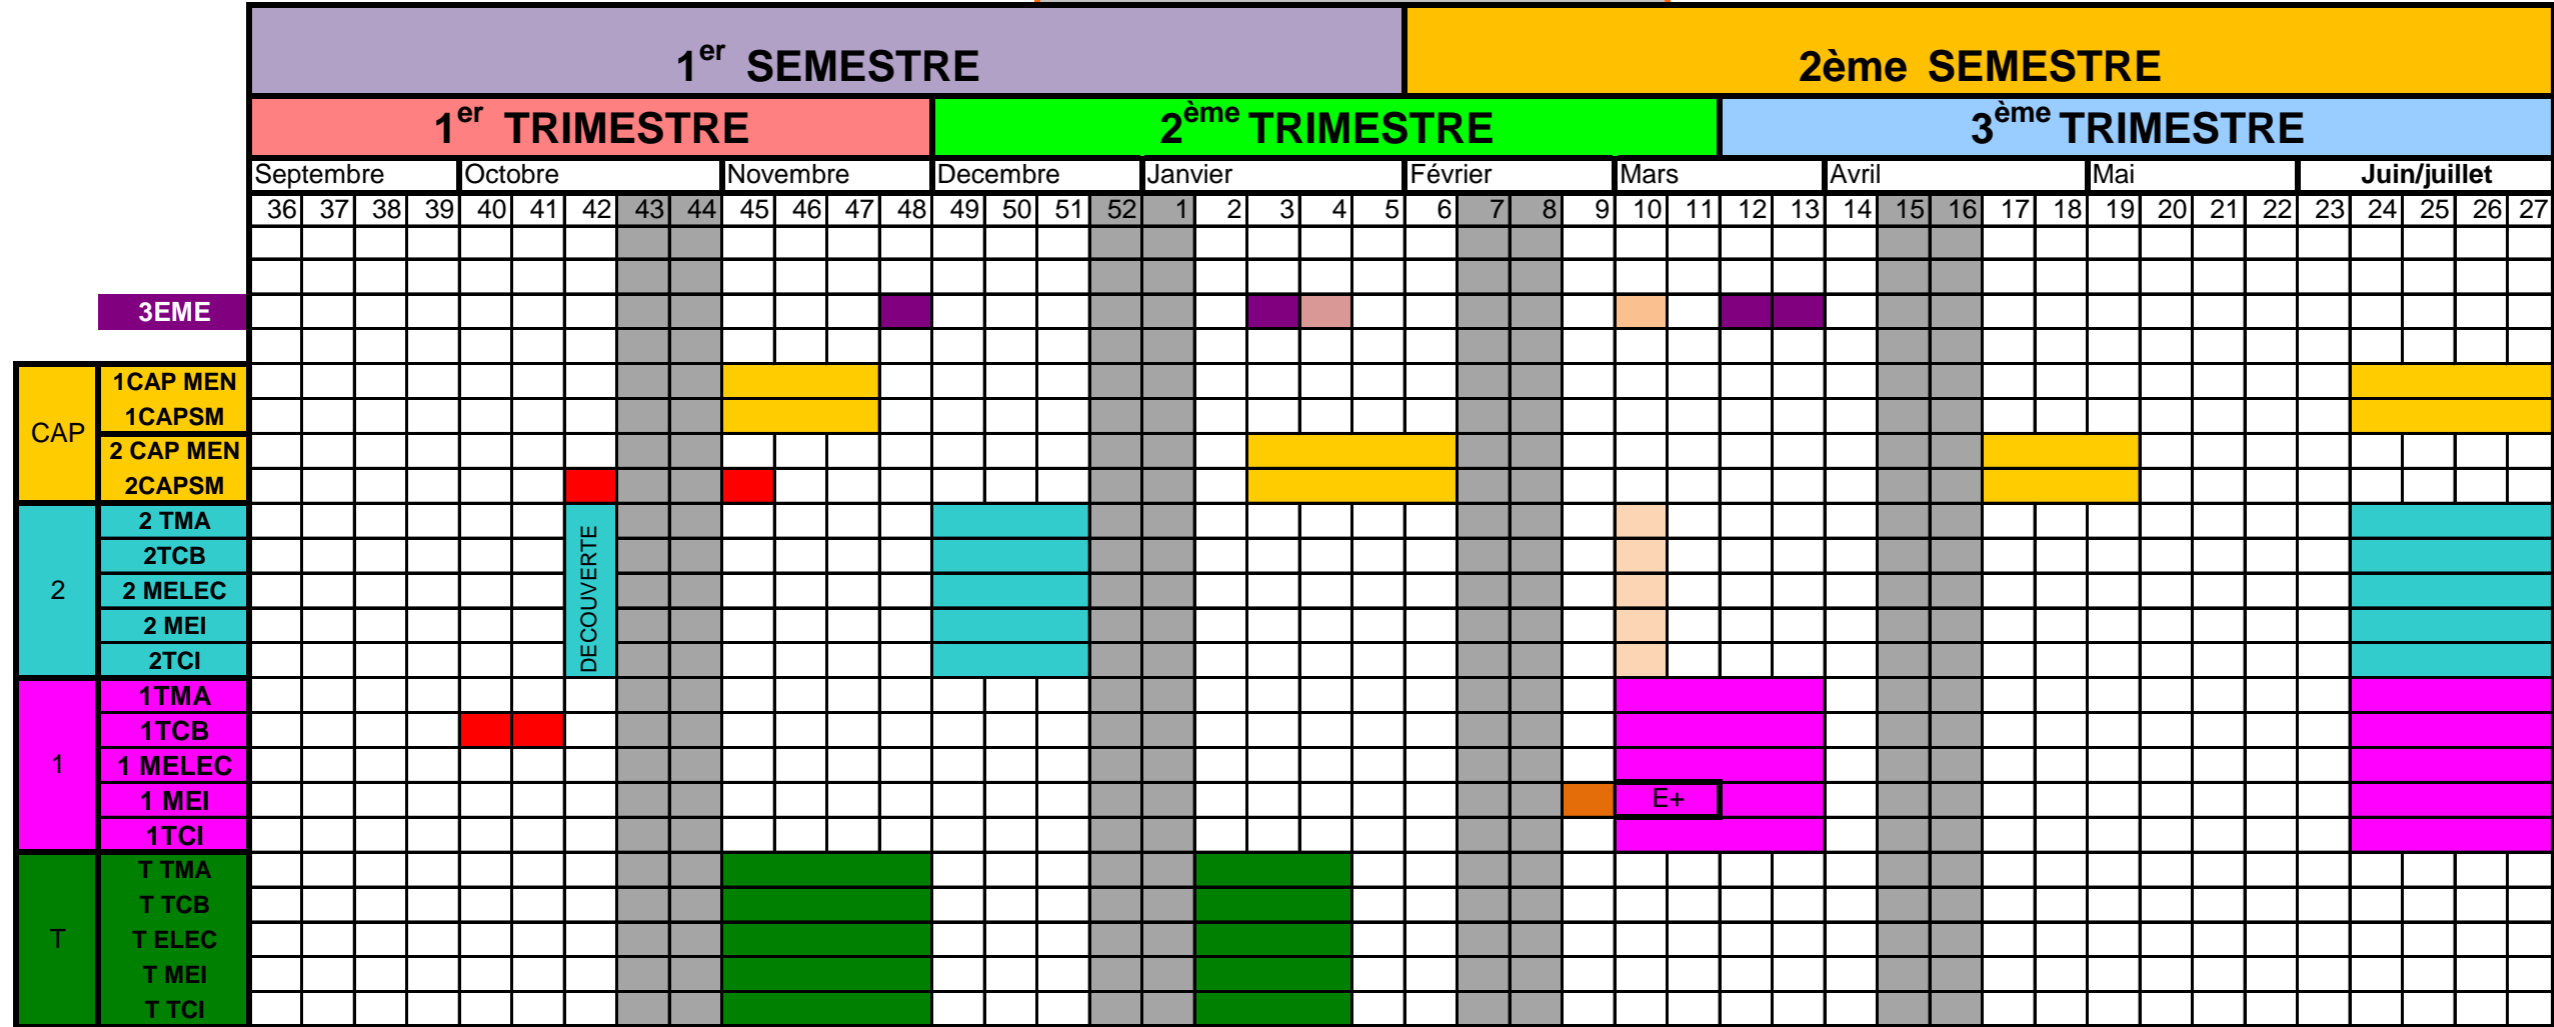 1er SEMESTRE 2ème SEMESTRE
1er TRIMESTRE 2ème TRIMESTRE 3ème TRIMESTRE
Septembre Octobre Novembre Decembre Janvier Février Mars Avril Mai Juin/juillet
36 37 38 39 40 41 42 43 44 45 46 47 48 49 50 51 52 1 2 3 4 5 6 7 8 9 10 11 12 13 14 15 16 17 18 19 20 21 22 23 24 25 26 27
3EME
CAP
1CAP MEN
1CAPSM
2 CAP MEN
2CAPSM
2
2 TMA
2TCB
2 MELEC
2 MEI
2TCI
DECOUVERTE
1
1TMA
1TCB
1 MELEC
1 MEI E+
1TCI
T
T TMA
T TCB
T ELEC
T MEI
T TCI